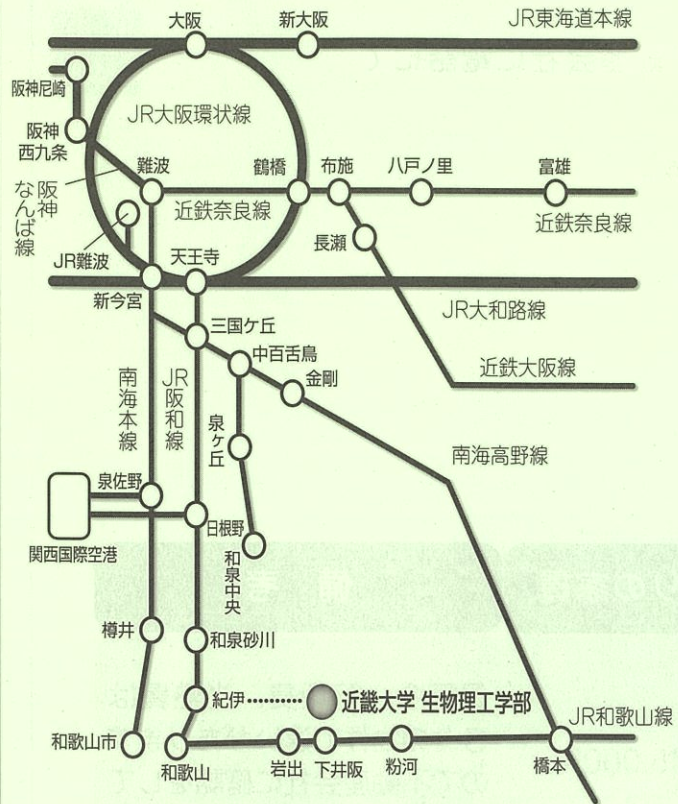 大阪
新大阪
JR東海道本線
阪神尼崎
JR大阪環状線
阪神
西九条
難波
鶴橋
布施
八戸ノ里
富雄
阪神
なんば線
近鉄奈良線
近鉄奈良線
長瀬
JR難波
天王寺
新今宮
JR大和路線
三国ケ丘
中百舌鳥
近鉄大阪線
金剛
南海本線
JR阪和線
泉ヶ丘
南海高野線
泉佐野
日根野
関西国際空港
和泉中央
樽井
和泉砂川
紀伊
近畿大学 生物理工学部
JR和歌山線
和歌山市
和歌山
岩出
下井阪
粉河
橋本